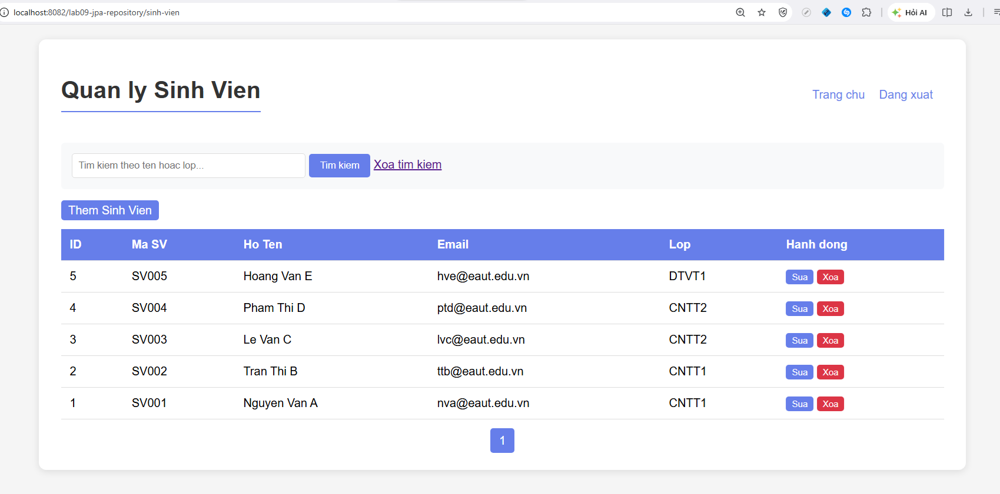 localhost:8082/lab09-jpa-repository/sinh-vien
Hỏi AI
Quan ly Sinh Vien
Trang chu Dang xuat
Tim kiem theo ten hoac lop... Tim kiem Xoa tim kiem
Them Sinh Vien
ID Ma SV Ho Ten Email Lop Hanh dong
5 SV005 Hoang Van E hve@eaut.edu.vn DTVT1 Sua Xoa
4 SV004 Pham Thi D ptd@eaut.edu.vn CNTT2 Sua Xoa
3 SV003 Le Van C lvc@eaut.edu.vn CNTT2 Sua Xoa
2 SV002 Tran Thi B ttb@eaut.edu.vn CNTT1 Sua Xoa
1 SV001 Nguyen Van A nva@eaut.edu.vn CNTT1 Sua Xoa
1